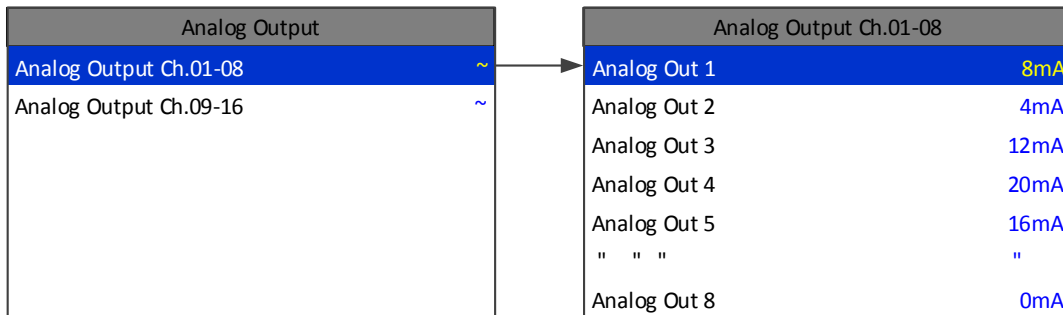 Analog Output
Analog Output Ch.01-08 ~
Analog Output Ch.09-16 ~
Analog Output Ch.01-08
Analog Out 1 8mA
Analog Out 2 4mA
Analog Out 3 12mA
Analog Out 4 20mA
Analog Out 5 16mA
" " " "
Analog Out 8 0mA